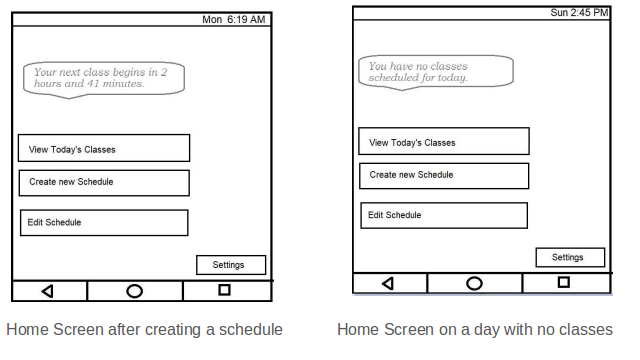 Mon 6:19 AM
Your next class begins in 2
hours and 41 minutes.
View Today's Classes
Create new Schedule
Edit Schedule
Settings
Home Screen after creating a schedule
Sun 2:45 PM
You have no classes
scheduled for today.
View Today's Classes
Create new Schedule
Edit Schedule
Settings
Home Screen on a day with no classes